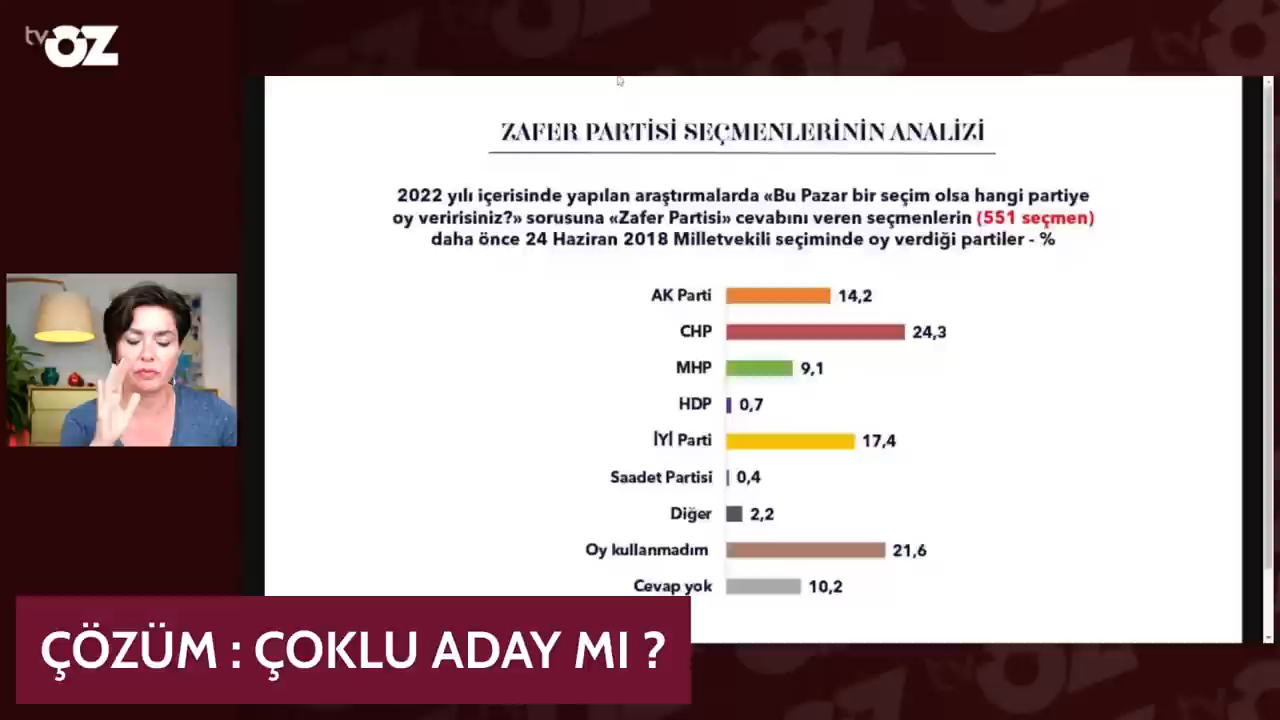 tv ÖZ
ZAFER PARTİSİ SEÇMENLERİNİN ANALİZİ
2022 yılı içerisinde yapılan araştırmalarda «Bu Pazar bir seçim olsa hangi partiye
oy verirsiniz?» sorusuna «Zafer Partisi» cevabını veren seçmenlerin (551 seçmen)
daha önce 24 Haziran 2018 Milletvekili seçiminde oy verdiği partiler - %
AK Parti 14,2
CHP 24,3
MHP 9,1
HDP 0,7
İYİ Parti 17,4
Saadet Partisi 0,4
Diğer 2,2
Oy kullanmadım 21,6
Cevap yok 10,2
ÇÖZÜM : ÇOKLU ADAY MI ?